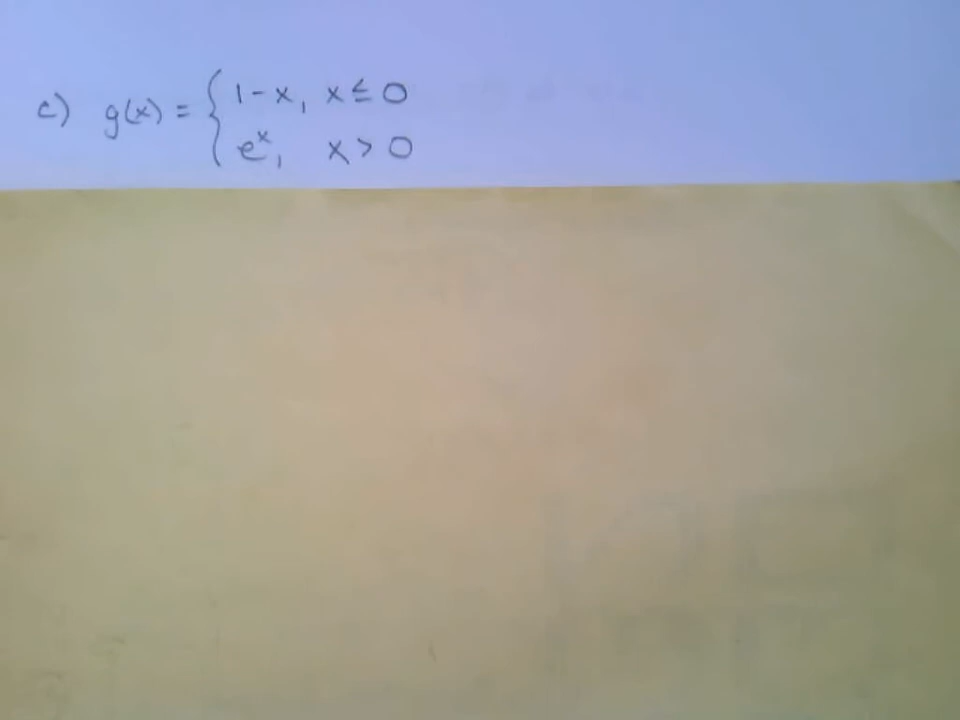 c) g(x) = { 1-x, x ≤ 0
e^x, x > 0